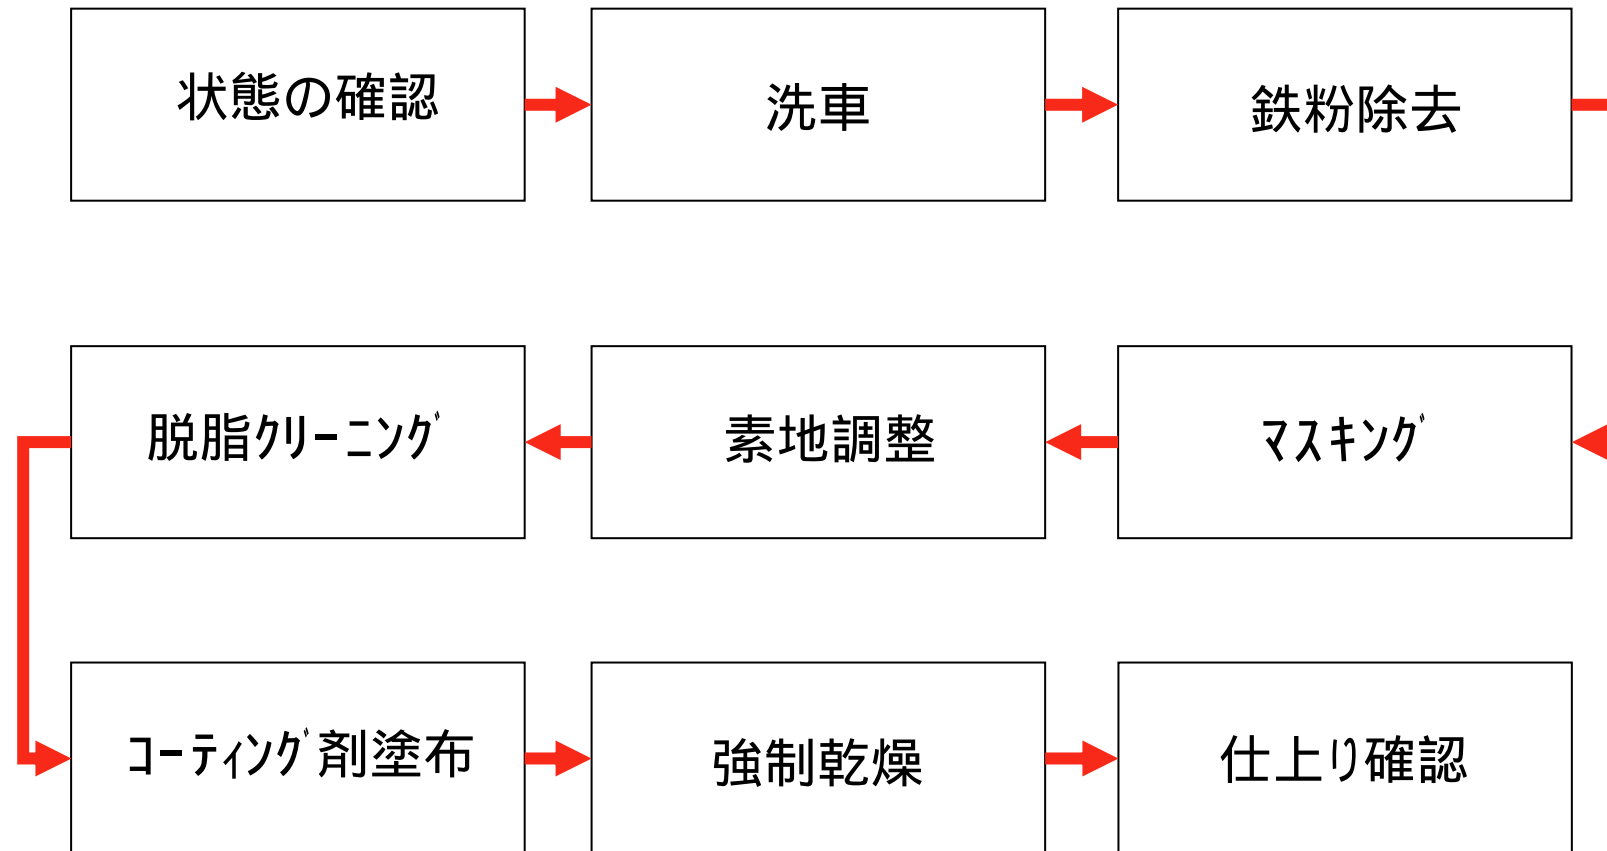 状態の確認
洗車
鉄粉除去
マスキング
素地調整
脱脂クリーニング
コーティング剤塗布
強制乾燥
仕上り確認